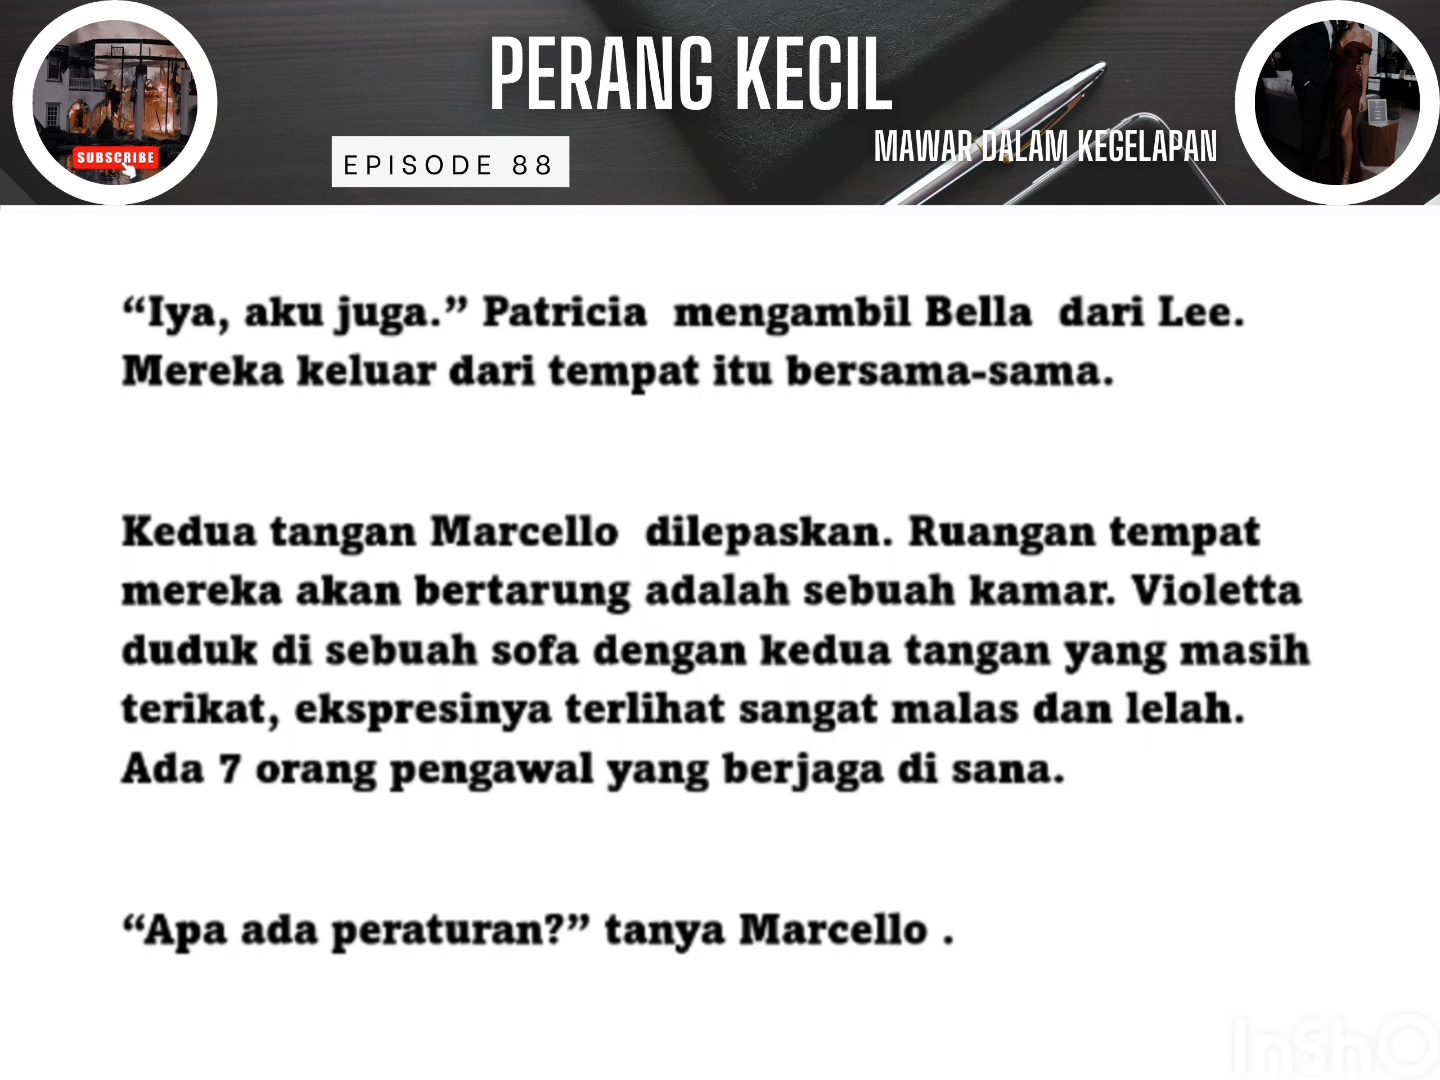 PERANG KECIL
MAWAR DALAM KEGELAPAN
EPISODE 88
SUBSCRIBE
“Iya, aku juga.” Patricia mengambil Bella dari Lee.
Mereka keluar dari tempat itu bersama-sama.
Kedua tangan Marcello dilepaskan. Ruangan tempat
mereka akan bertarung adalah sebuah kamar. Violetta
duduk di sebuah sofa dengan kedua tangan yang masih
terikat, ekspresinya terlihat sangat malas dan lelah.
Ada 7 orang pengawal yang berjaga di sana.
“Apa ada peraturan?” tanya Marcello .
InShO